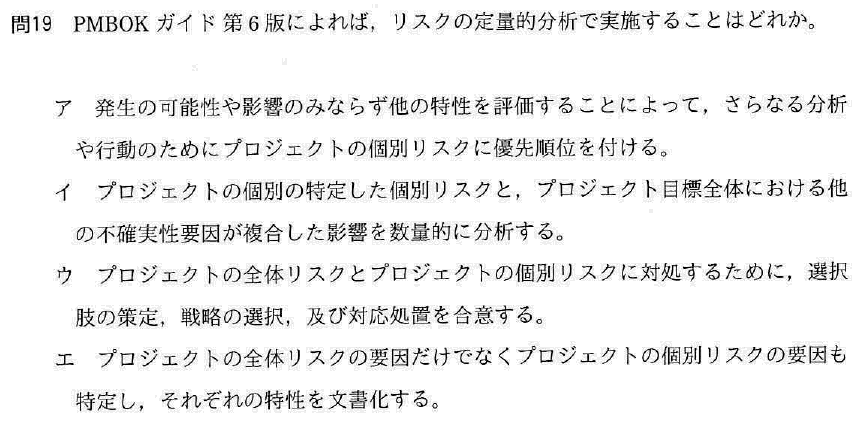 問19 PMBOK ガイド 第6版によれば，リスクの定量的分析で実施することはどれか。
ア 発生の可能性や影響のみならず他の特性を評価することによって，さらなる分析
や行動のためにプロジェクトの個別リスクに優先順位を付ける。
イ プロジェクトの個別の特定した個別リスクと，プロジェクト目標全体における他
の不確実性要因が複合した影響を数量的に分析する。
ウ プロジェクトの全体リスクとプロジェクトの個別リスクに対処するために，選択
肢の策定，戦略の選択，及び対応処置を合意する。
エ プロジェクトの全体リスクの要因だけでなくプロジェクトの個別リスクの要因も
特定し，それぞれの特性を文書化する。